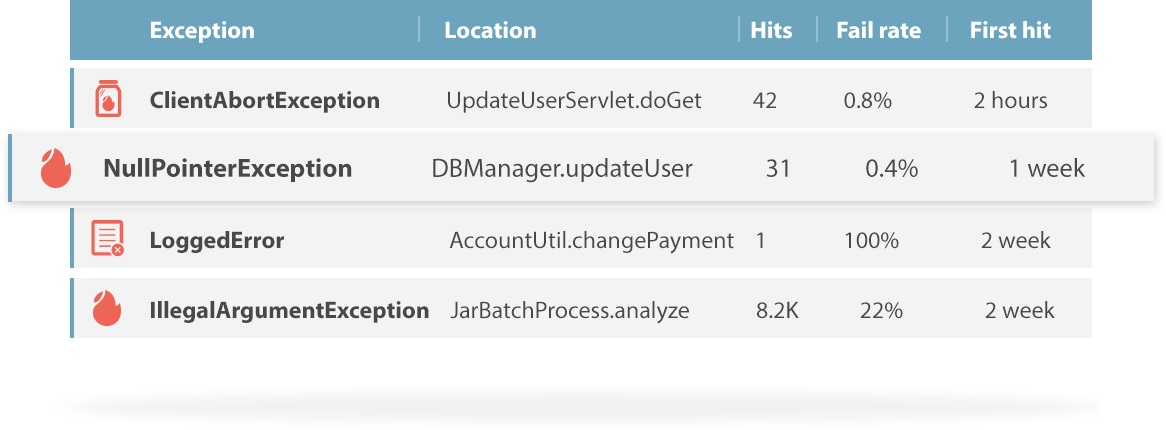 Exception Location Hits Fail rate First hit
ClientAbortException UpdateUserServlet.doGet 42 0.8% 2 hours
NullPointerException DBManager.updateUser 31 0.4% 1 week
LoggedError AccountUtil.changePayment 1 100% 2 week
IllegalArgumentException JarBatchProcess.analyze 8.2K 22% 2 week